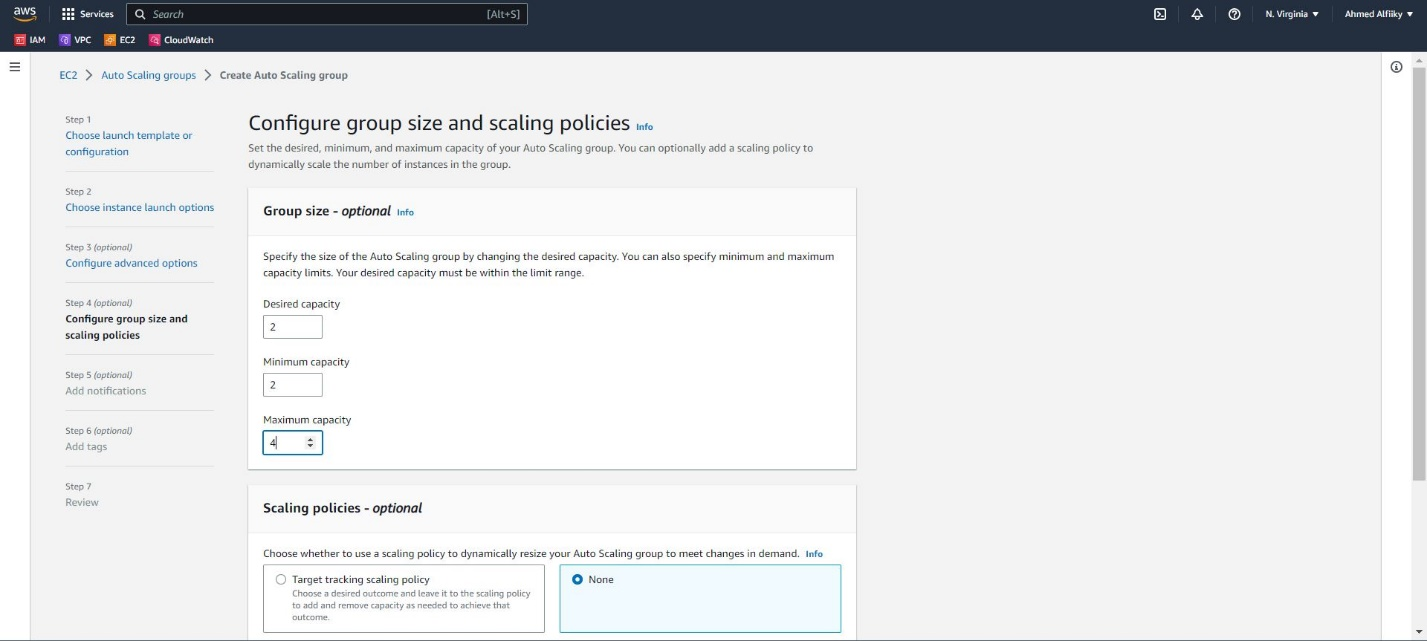 aws
Services
Search
[Alt+S]
N. Virginia
Ahmed Alfiiky
IAM
VPC
EC2
CloudWatch
EC2 > Auto Scaling groups > Create Auto Scaling group
Step 1
Choose launch template or
configuration
Step 2
Choose instance launch options
Step 3 (optional)
Configure advanced options
Step 4 (optional)
Configure group size and
scaling policies
Step 5 (optional)
Add notifications
Step 6 (optional)
Add tags
Step 7
Review
Configure group size and scaling policies Info
Set the desired, minimum, and maximum capacity of your Auto Scaling group. You can optionally add a scaling policy to
dynamically scale the number of instances in the group.
Group size - optional Info
Specify the size of the Auto Scaling group by changing the desired capacity. You can also specify minimum and maximum
capacity limits. Your desired capacity must be within the limit range.
Desired capacity
2
Minimum capacity
2
Maximum capacity
4
Scaling policies - optional
Choose whether to use a scaling policy to dynamically resize your Auto Scaling group to meet changes in demand. Info
Target tracking scaling policy
Choose a desired outcome and leave it to the scaling policy
to add and remove capacity as needed to achieve that
outcome.
None